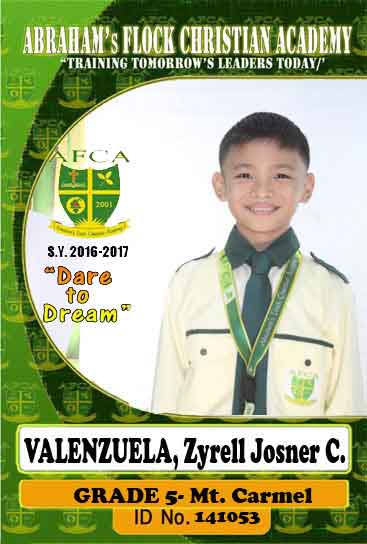 ABRAHAM's FLOCK CHRISTIAN ACADEMY
"TRAINING TOMORROW'S LEADERS TODAY/'
AFCA
2001
S.Y. 2016-2017
"Dare
to
Dream"
VALENZUELA, Zyrell Josner C.
GRADE 5- Mt. Carmel
ID No. 141053